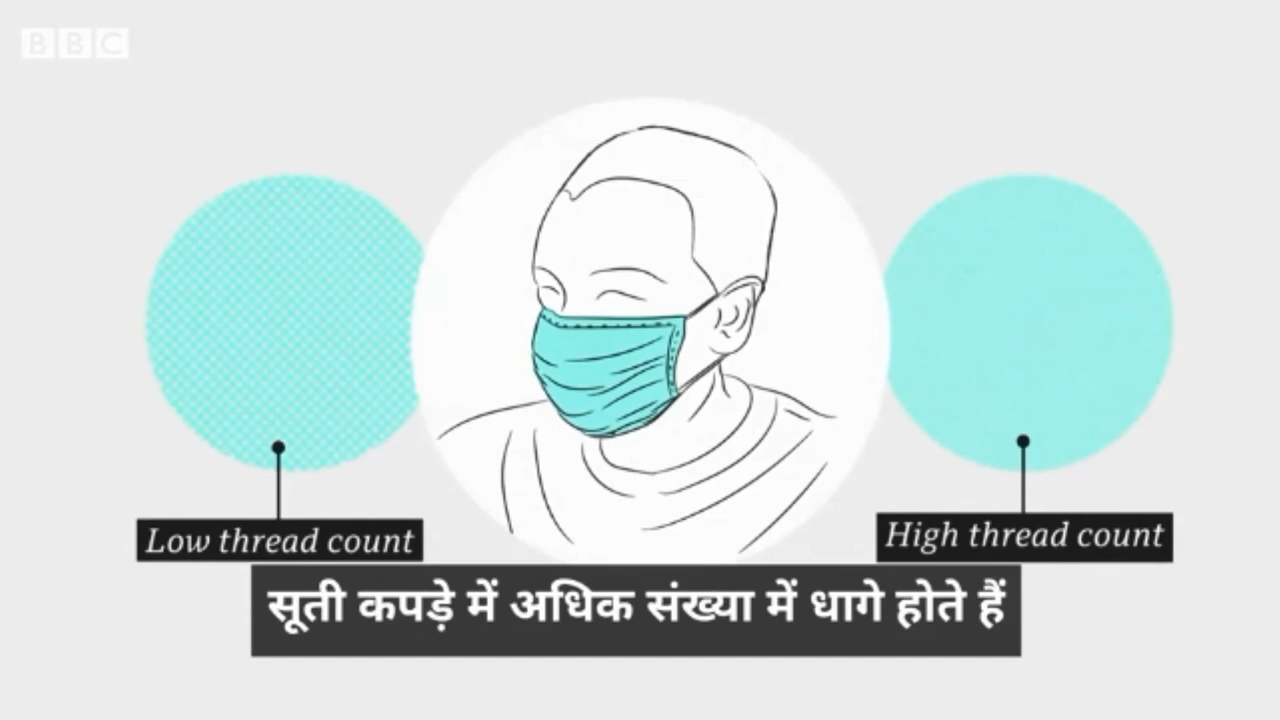 BBC
Low thread count
High thread count
सूती कपड़े में अधिक संख्या में धागे होते हैं